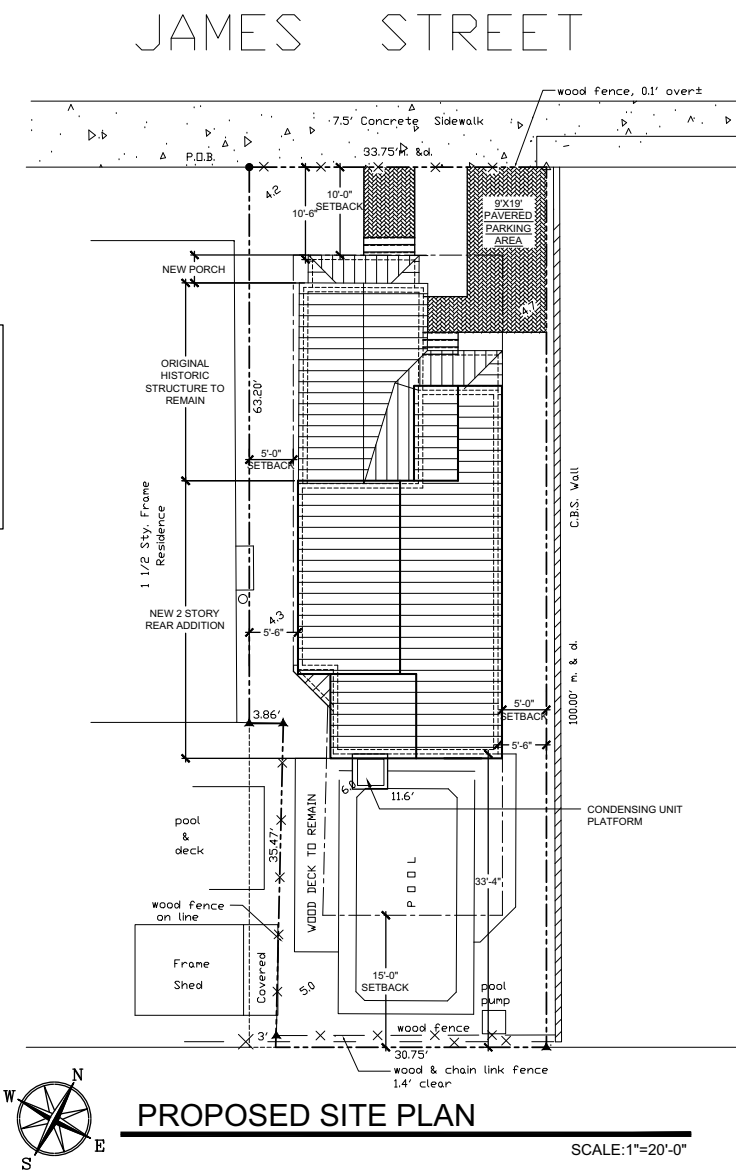 JAMES STREET
wood fence, 0.1' over±
7.5' Concrete Sidewalk
P.O.B.
33.75' m. &d.
4.2
10'-6"
10'-0"
SETBACK
9'X19'
PAVERED
PARKING
AREA
NEW PORCH
4.7
ORIGINAL
HISTORIC
STRUCTURE TO
REMAIN
63.20'
5'-0"
SETBACK
C.B.S. Wall
1 1/2 Sty. Frame
Residence
NEW 2 STORY
REAR ADDITION
4.3
5'-6"
100.00' m. & d.
3.86'
5'-0"
SETBACK
5'-6"
6.0
11.6'
CONDENSING UNIT
PLATFORM
pool
&
deck
35.47'
WOOD DECK TO REMAIN
POOL
33'-4"
wood fence
on line
Frame
Shed
Covered
5.0
15'-0"
SETBACK
pool
pump
3'
wood fence
30.75'
wood & chain link fence
1.4' clear
N
W
E
S
PROPOSED SITE PLAN
SCALE:1"=20'-0"